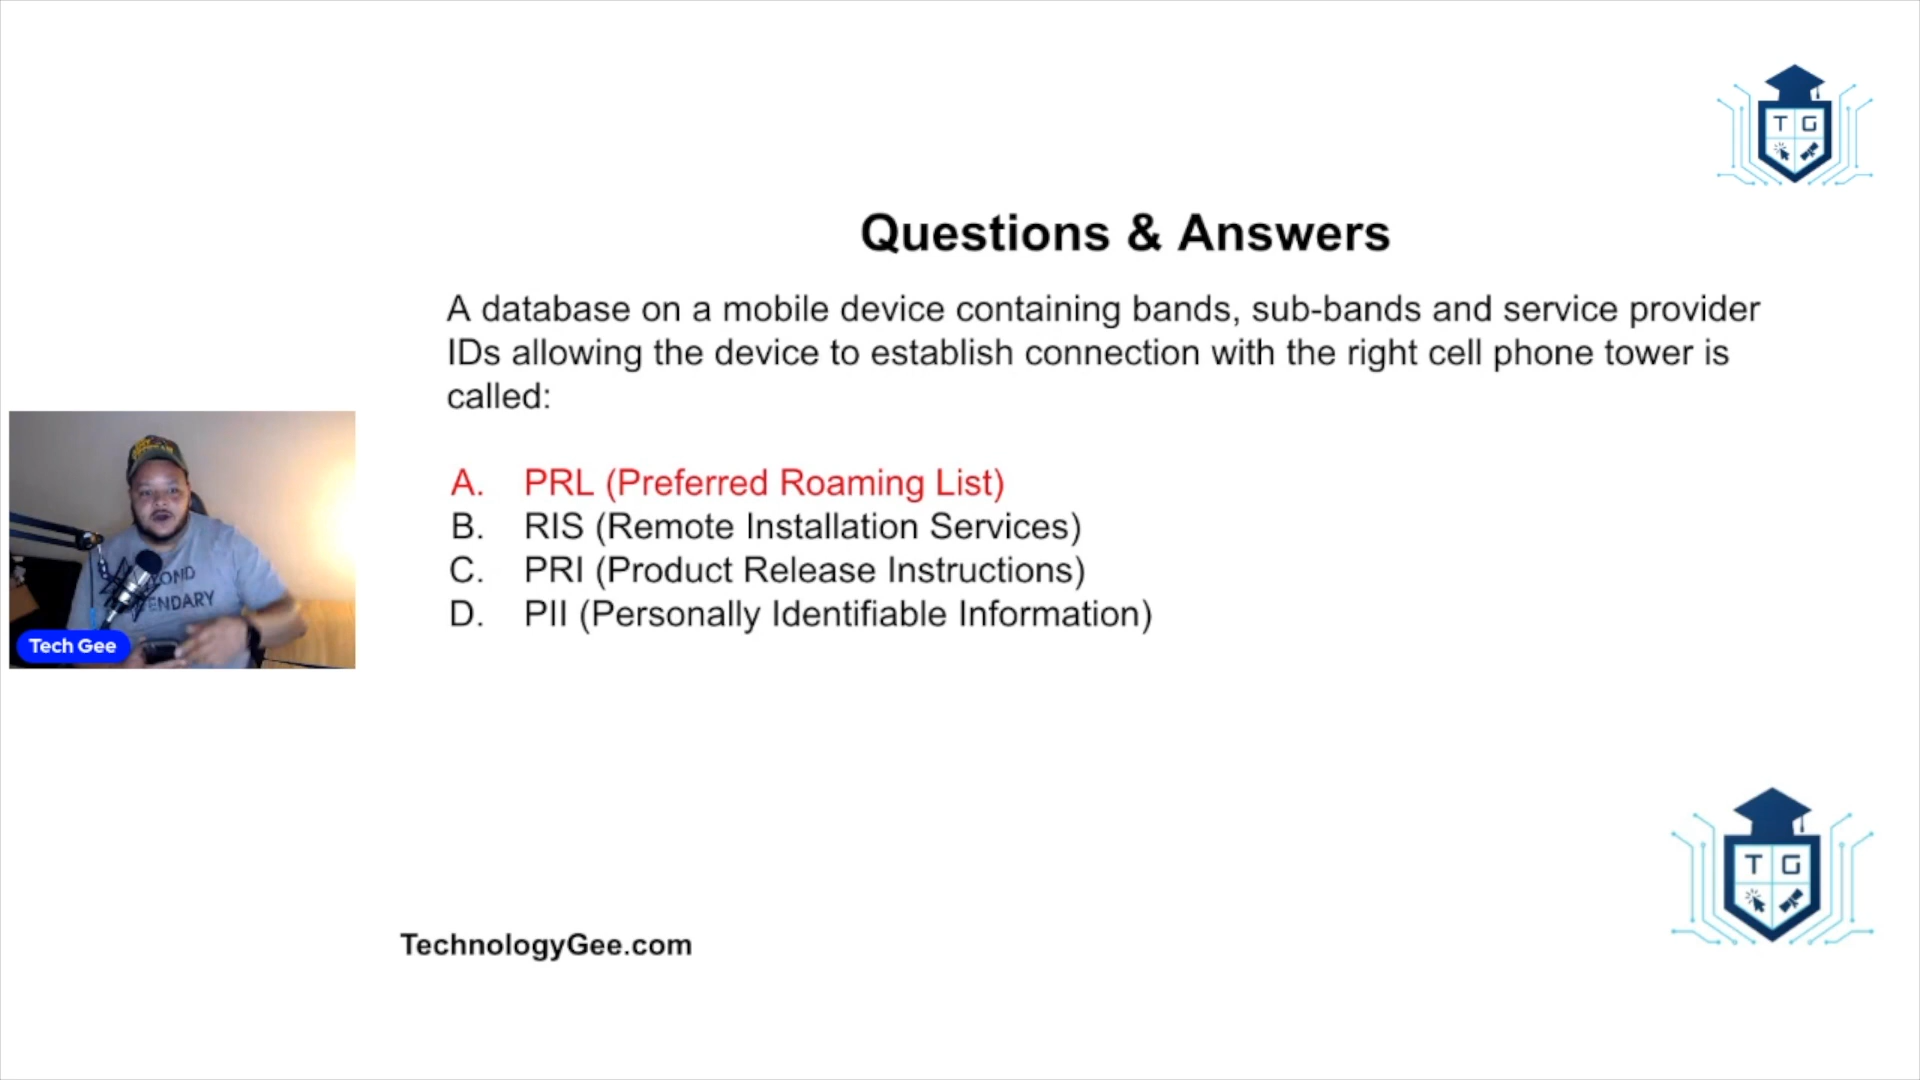 T G
Questions & Answers
A database on a mobile device containing bands, sub-bands and service provider
IDs allowing the device to establish connection with the right cell phone tower is
called:
A. PRL (Preferred Roaming List)
B. RIS (Remote Installation Services)
C. PRI (Product Release Instructions)
D. PII (Personally Identifiable Information)
Tech Gee
T G
TechnologyGee.com